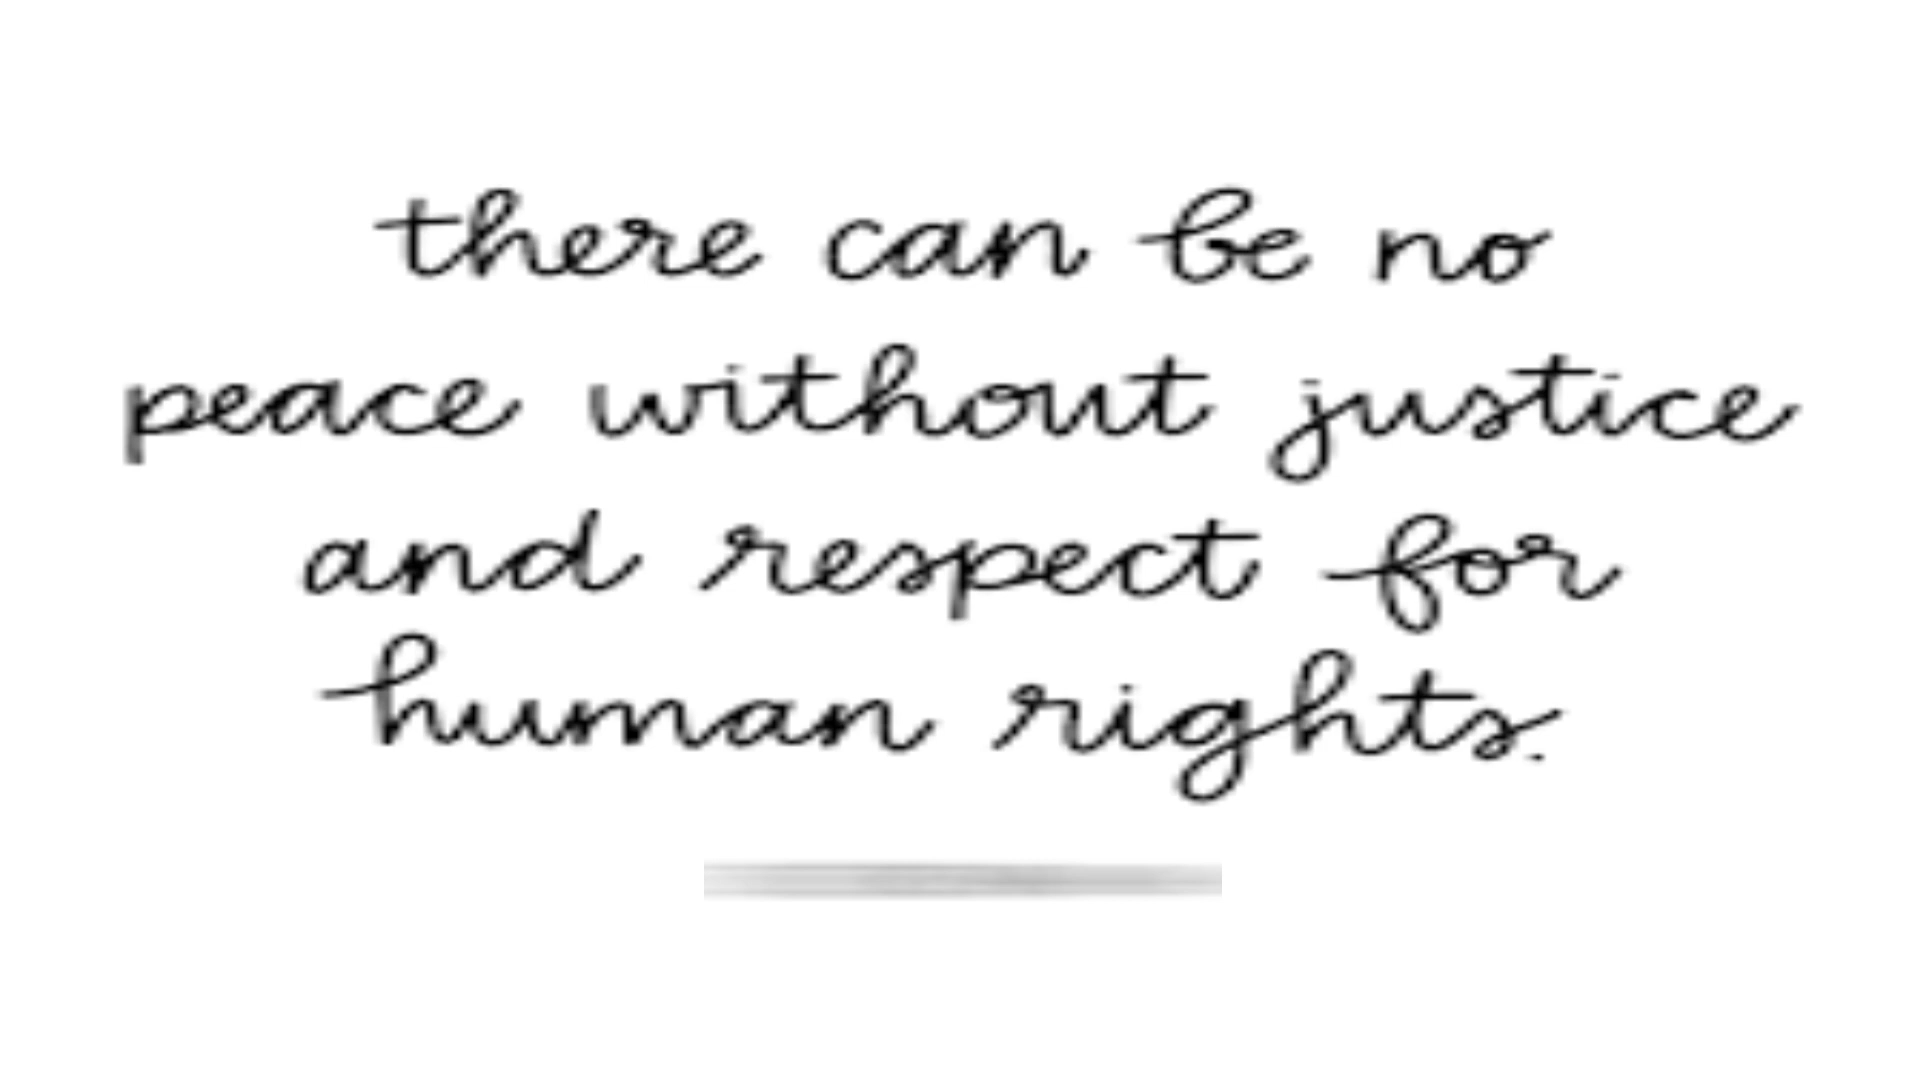 there can be no
peace without justice
and respect for
human rights.